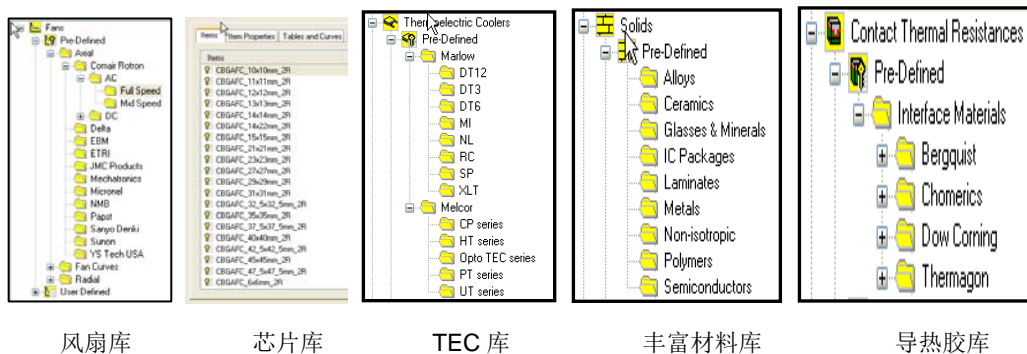 Fans
Pre-Defined
Axial
Comair Rotron
AC
Full Speed
Mid Speed
DC
Delta
EBM
ETRI
JMC Products
Mechatronics
Micronel
NMB
Papst
Sanyo Denki
Sunon
YS Tech USA
Fan Curves
Radial
User Defined
Items
Item Properties
Tables and Curves
Items
CBGAFC_10x10mm_2R
CBGAFC_11x11mm_2R
CBGAFC_12x12mm_2R
CBGAFC_13x13mm_2R
CBGAFC_14x14mm_2R
CBGAFC_14x22mm_2R
CBGAFC_15x15mm_2R
CBGAFC_21x21mm_2R
CBGAFC_23x23mm_2R
CBGAFC_27x27mm_2R
CBGAFC_29x29mm_2R
CBGAFC_31x31mm_2R
CBGAFC_32_5x32_5mm_2R
CBGAFC_35x35mm_2R
CBGAFC_37_5x37_5mm_2R
CBGAFC_40x40mm_2R
CBGAFC_42_5x42_5mm_2R
CBGAFC_45x45mm_2R
CBGAFC_47_5x47_5mm_2R
CBGAFC_6x6mm_2R
Thermoelectric Coolers
Pre-Defined
Marlow
DT12
DT3
DT6
MI
NL
RC
SP
XLT
Melcor
CP series
HT series
Opto TEC series
PT series
UT series
Solids
Pre-Defined
Alloys
Ceramics
Glasses & Minerals
IC Packages
Laminates
Metals
Non-isotropic
Polymers
Semiconductors
Contact Thermal Resistances
Pre-Defined
Interface Materials
Bergquist
Chomerics
Dow Corning
Thermagon
风扇库
芯片库
TEC 库
丰富材料库
导热胶库